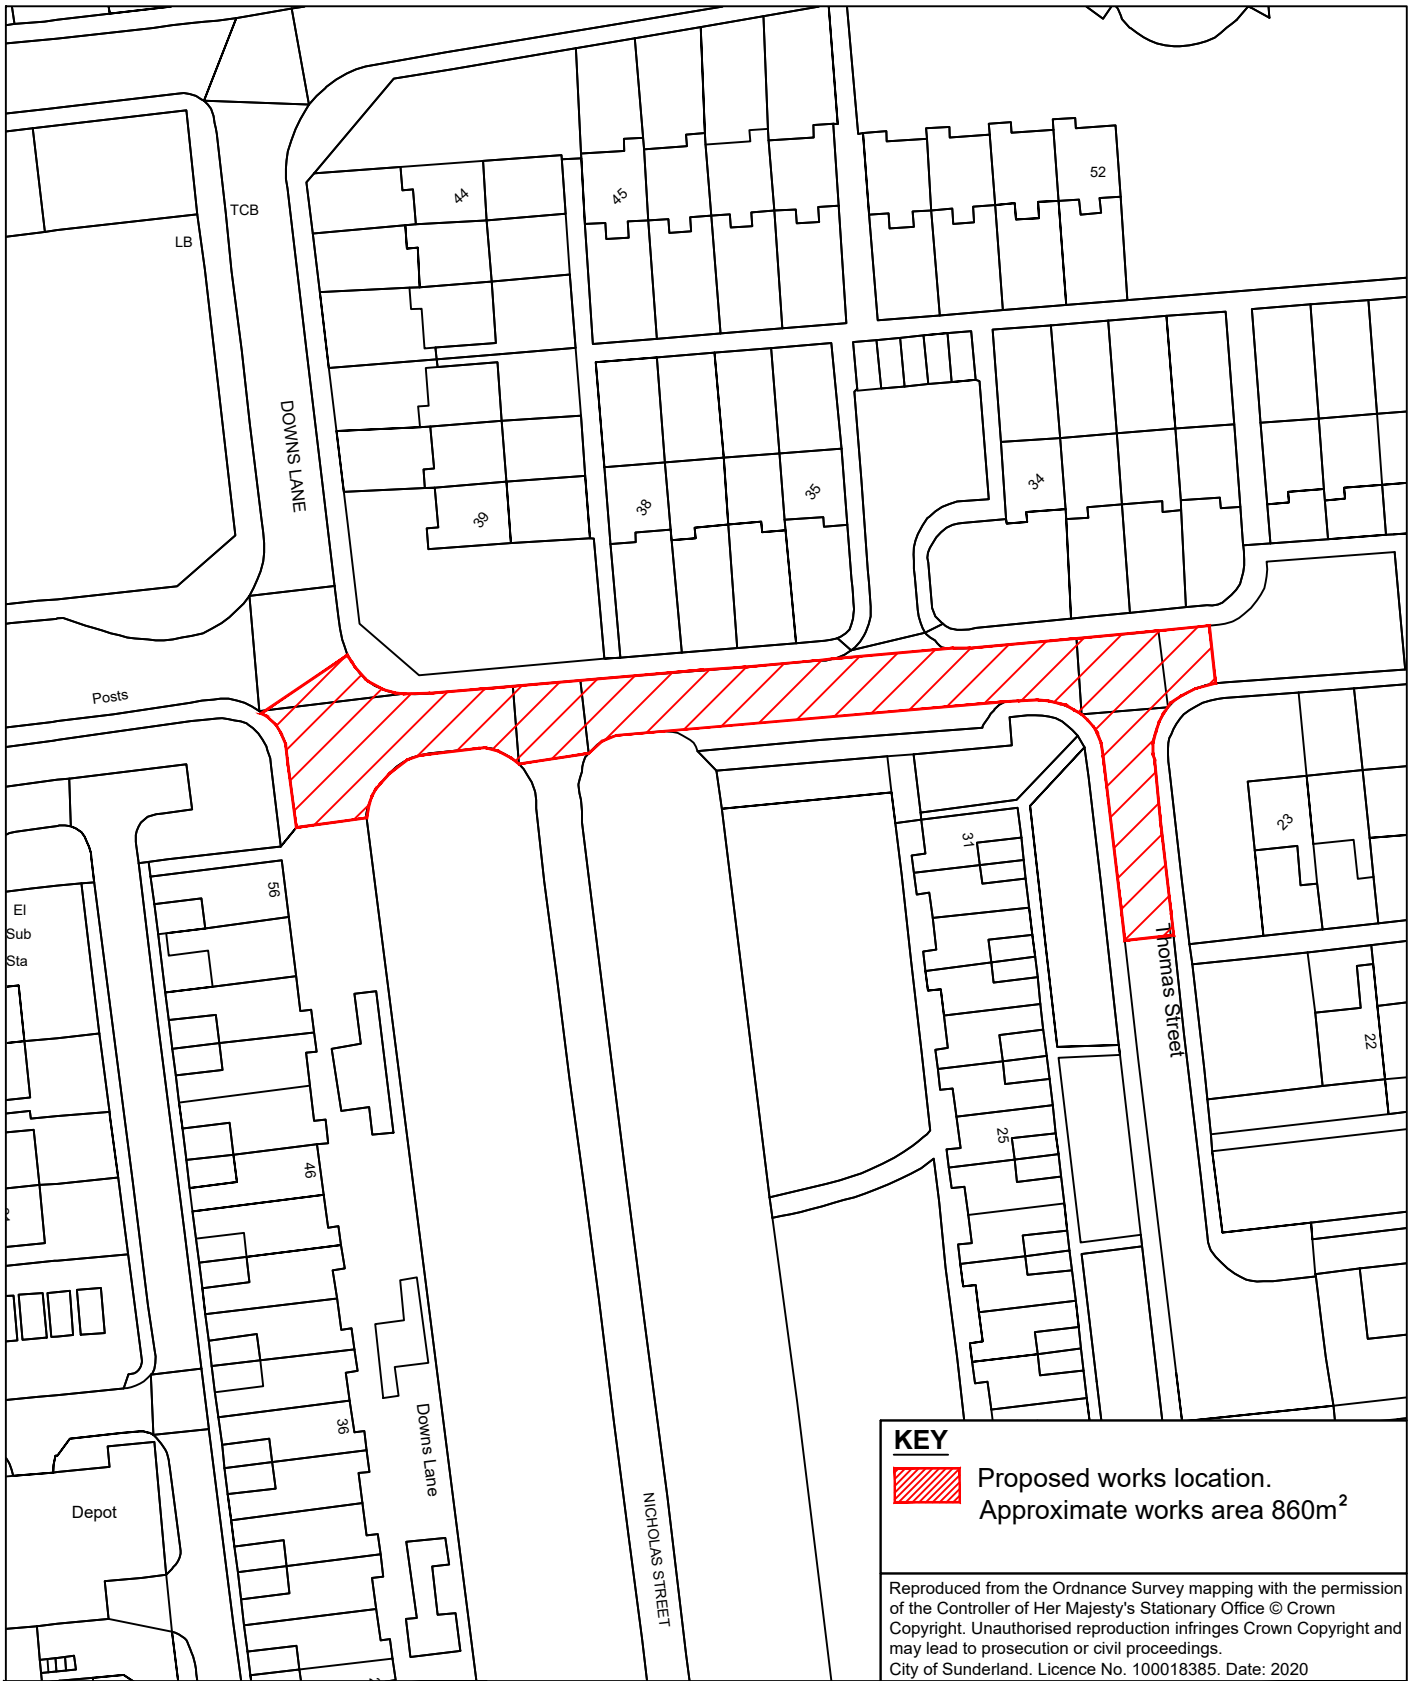 52
44
45
TCB
LB
DOWNS LANE
34
35
38
39
Posts
23
31
56
El
Sub
Sta
Thomas Street
22
25
46
Downs Lane
36
NICHOLAS STREET
Depot
KEY
Proposed works location.
Approximate works area 860m²
Reproduced from the Ordnance Survey mapping with the permission
of the Controller of Her Majesty's Stationary Office © Crown
Copyright. Unauthorised reproduction infringes Crown Copyright and
may lead to prosecution or civil proceedings.
City of Sunderland. Licence No. 100018385. Date: 2020